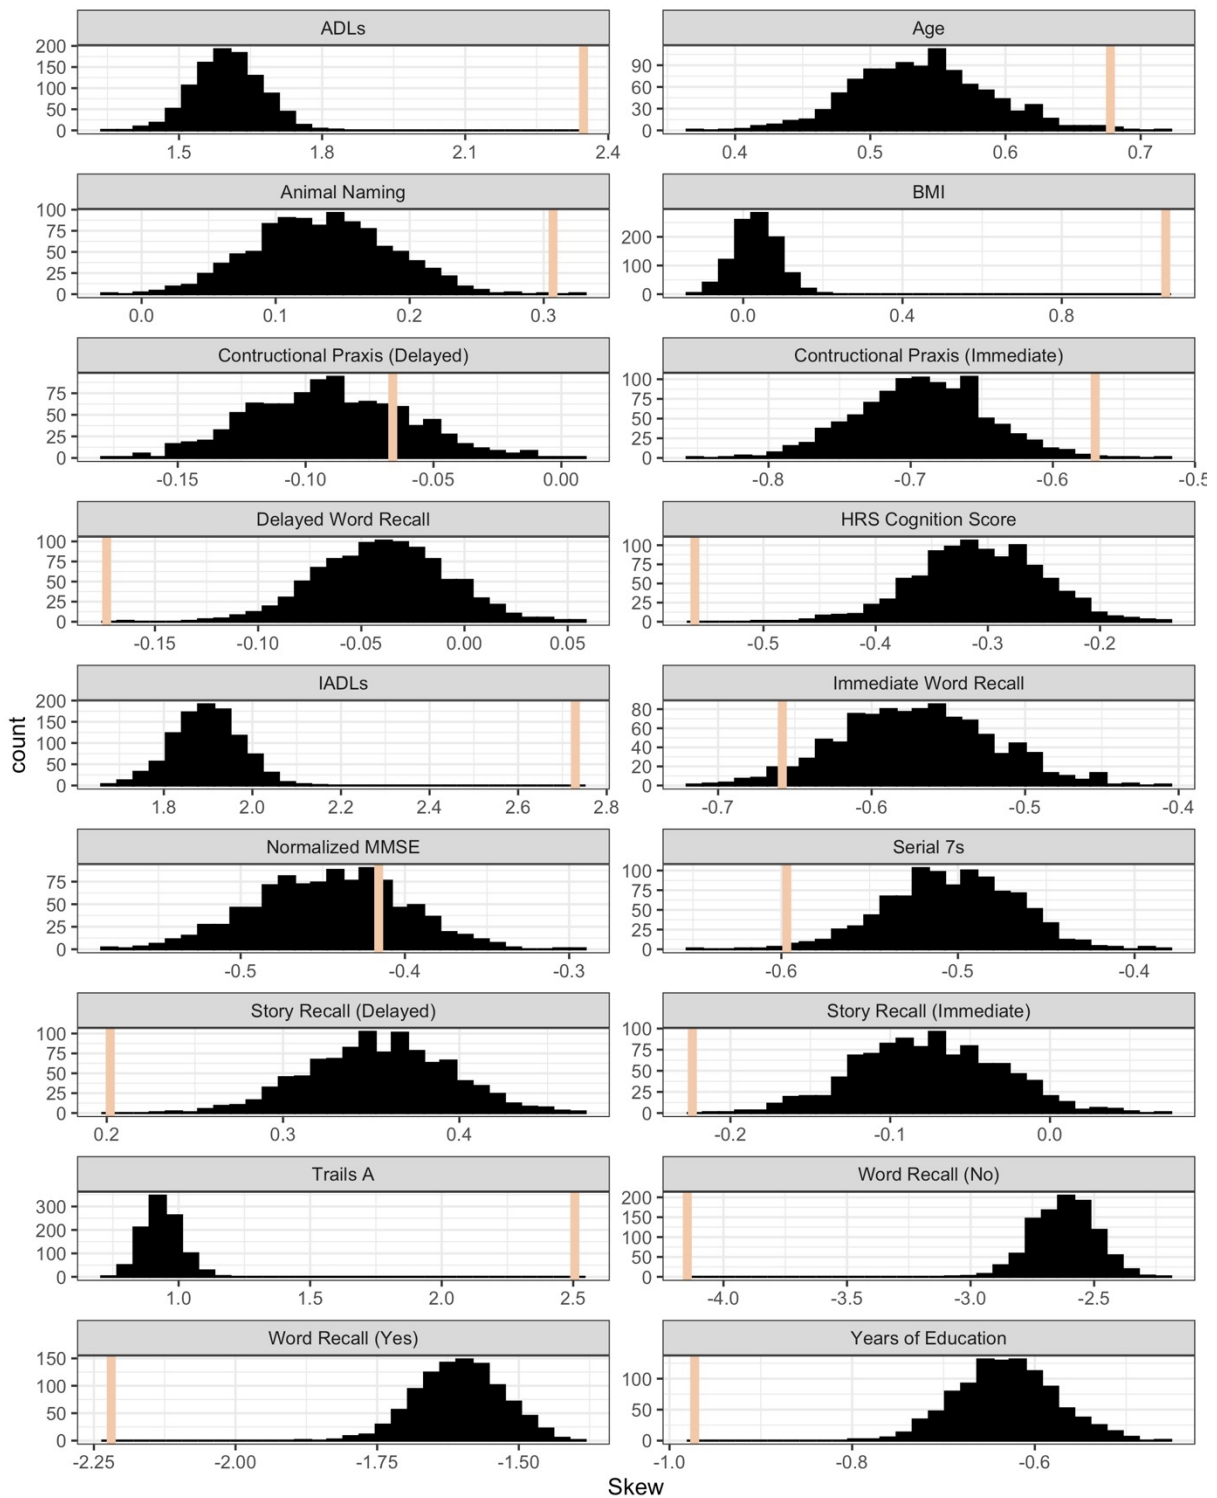 ADLs
200
150
100
50
0
1.5 1.8 2.1 2.4
Age
90
60
30
0
0.4 0.5 0.6 0.7
Animal Naming
100
75
50
25
0
0.0 0.1 0.2 0.3
BMI
200
100
0
0.0 0.4 0.8
Contructional Praxis (Delayed)
75
50
25
0
-0.15 -0.10 -0.05 0.00
Contructional Praxis (Immediate)
100
75
50
25
0
-0.8 -0.7 -0.6 -0.5
Delayed Word Recall
100
75
50
25
0
-0.15 -0.10 -0.05 0.00 0.05
HRS Cognition Score
100
75
50
25
0
-0.5 -0.4 -0.3 -0.2
count
IADLs
200
150
100
50
0
1.8 2.0 2.2 2.4 2.6 2.8
Immediate Word Recall
80
60
40
20
0
-0.7 -0.6 -0.5 -0.4
Normalized MMSE
75
50
25
0
-0.5 -0.4 -0.3
Serial 7s
100
75
50
25
0
-0.6 -0.5 -0.4
Story Recall (Delayed)
100
75
50
25
0
0.2 0.3 0.4
Story Recall (Immediate)
100
75
50
25
0
-0.2 -0.1 0.0
Trails A
300
200
100
0
1.0 1.5 2.0 2.5
Word Recall (No)
200
150
100
50
0
-4.0 -3.5 -3.0 -2.5
Word Recall (Yes)
150
100
50
0
-2.25 -2.00 -1.75 -1.50
Years of Education
100
50
0
-1.0 -0.8 -0.6
Skew